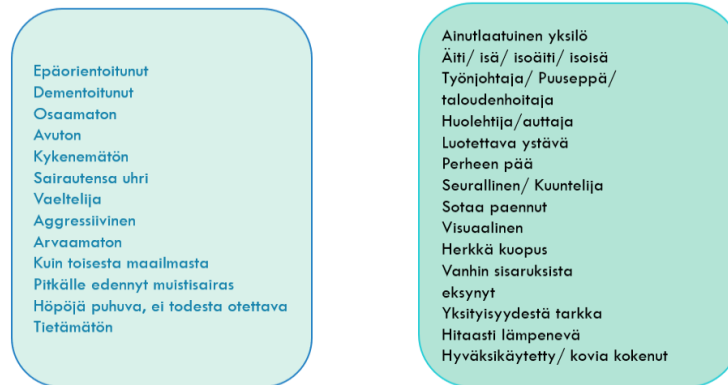 Epäorientoitunut
Dementoitunut
Osaamaton
Avuton
Kykenemätön
Sairautensa uhri
Vaeltelija
Aggressiivinen
Arvaamaton
Kuin toisesta maailmasta
Pitkälle edennyt muistisairas
Höpöjä puhuva, ei todesta otettava
Tietämätön
Ainutlaatuinen yksilö
Äiti/ isä/ isoäiti/ isoisä
Työnjohtaja/ Puuseppä/
taloudenhoitaja
Huolehtija/auttaja
Luotettava ystävä
Perheen pää
Seurallinen/ Kuuntelija
Sotaa paennut
Visuaalinen
Herkkä kuopus
Vanhin sisaruksista
eksynyt
Yksityisyydestä tarkka
Hitaasti lämpenevä
Hyväksikäytetty/ kovia kokenut